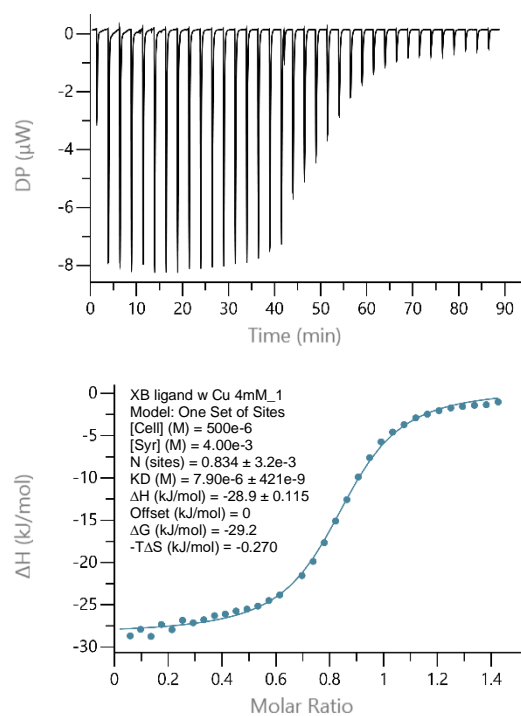 0
-2
-4
-6
-8
DP (µW)
0 10 20 30 40 50 60 70 80 90
Time (min)
XB ligand w Cu 4mM_1
Model: One Set of Sites
[Cell] (M) = 500e-6
[Syr] (M) = 4.00e-3
N (sites) = 0.834 ± 3.2e-3
KD (M) = 7.90e-6 ± 421e-9
ΔH (kJ/mol) = -28.9 ± 0.115
Offset (kJ/mol) = 0
ΔG (kJ/mol) = -29.2
-TΔS (kJ/mol) = -0.270
0
-5
-10
-15
-20
-25
-30
ΔH (kJ/mol)
0 0.2 0.4 0.6 0.8 1 1.2 1.4
Molar Ratio